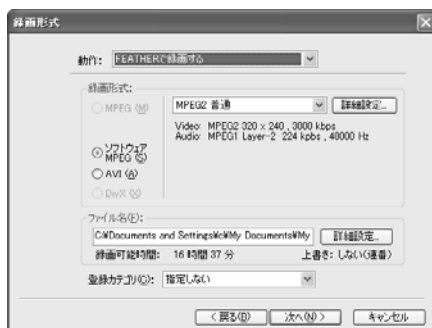 録画形式
動作: FEATHERで録画する
録画形式:
MPEG (M)
MPEG2 普通
詳細設定...
Video: MPEG2 320 x 240 , 3000 kbps
Audio: MPEG1 Layer-2 224 kbps , 48000 Hz
ソフトウェア
MPEG (S)
AVI (A)
DivX (X)
ファイル名(F):
C:¥Documents and Settings¥c¥My Documents¥My
詳細設定...
録画可能時間: 16 時間 37 分 上書き: しない(連番)
登録カテゴリ(C): 指定しない
< 戻る(B)
次へ(N) >
キャンセル